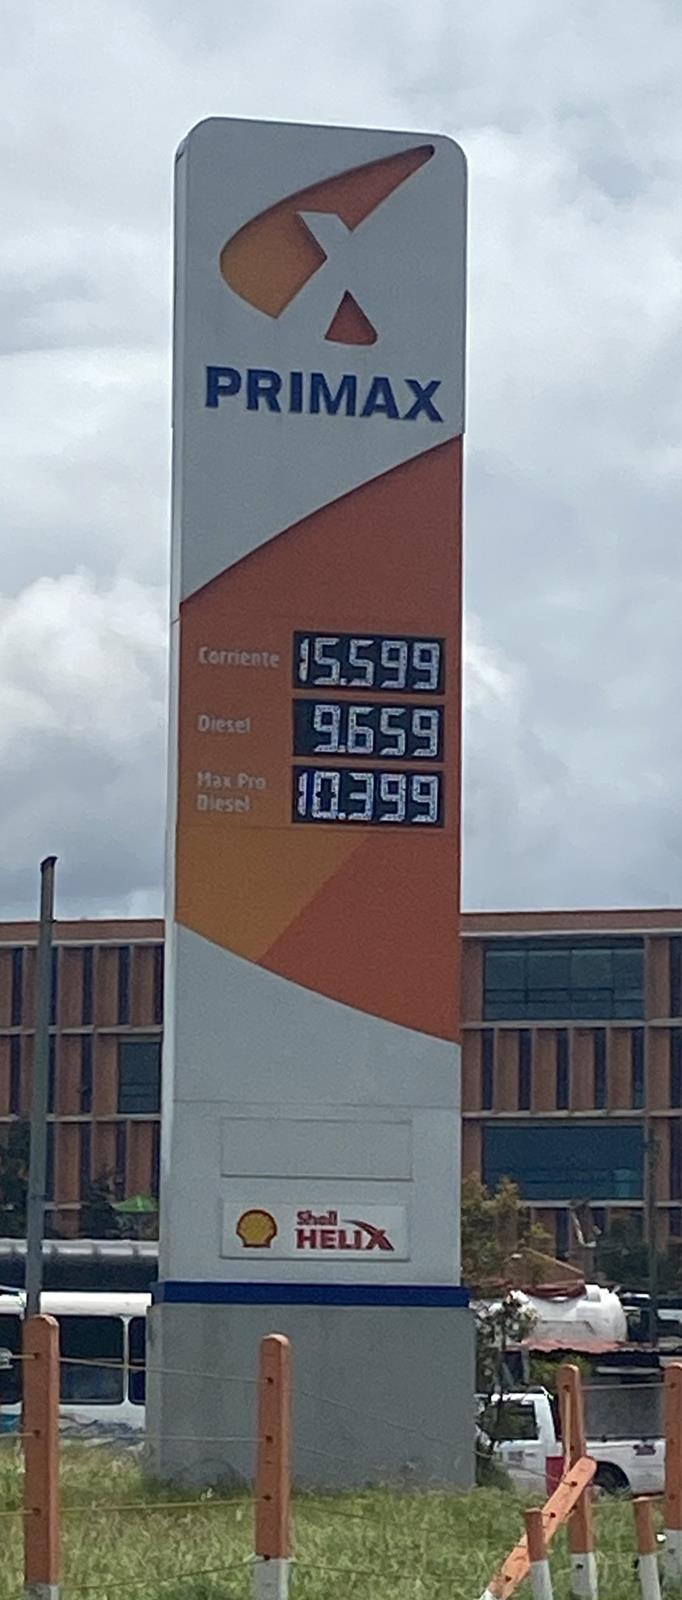 PRIMAX
Corriente 15.599
Diesel 9.659
Max Pro
Diesel 10.399
Shell
HELIX